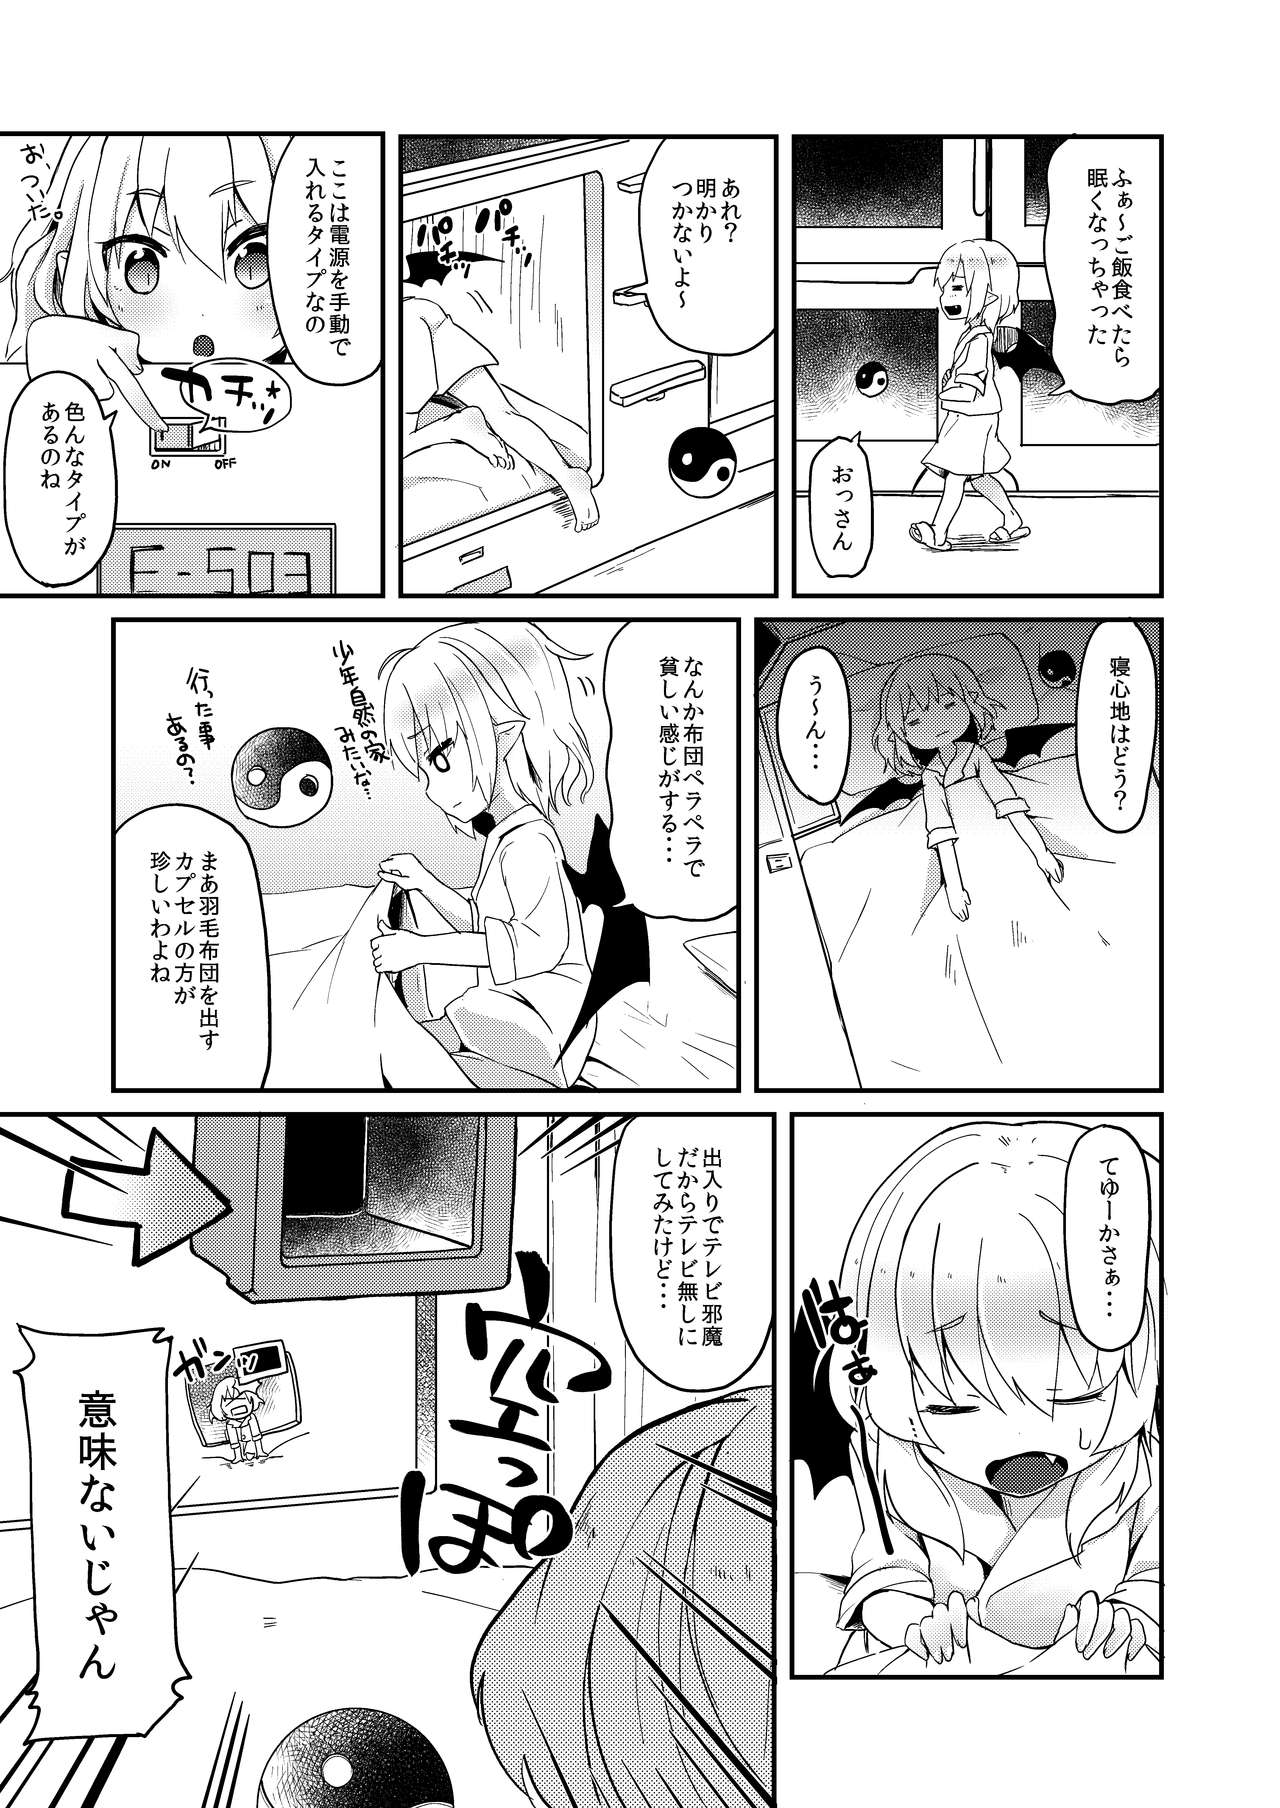 ふぁ～ご飯食べたら
眠くなっちゃった
おっさん
あれ？
明かり
つかないよ～
パチッ
パチッ
ここは電源を手動で
入れるタイプなの
おっついた。
カチッ
ON
OFF
色んなタイプが
あるのね
E-503
寝心地はどう？
う～ん・・
なんか布団ペラペラで
貧しい感じがする・・・
少年自然の家
みたいな…
行った事
あるの？
まあ羽毛布団を出す
カプセルの方が
珍しいわよね
てゆーかさぁ・・・
はぁー
出入りでテレビ邪魔
だからテレビ無しに
してみたけど・・・
空っぽ
ガンッ
意味ないじゃん